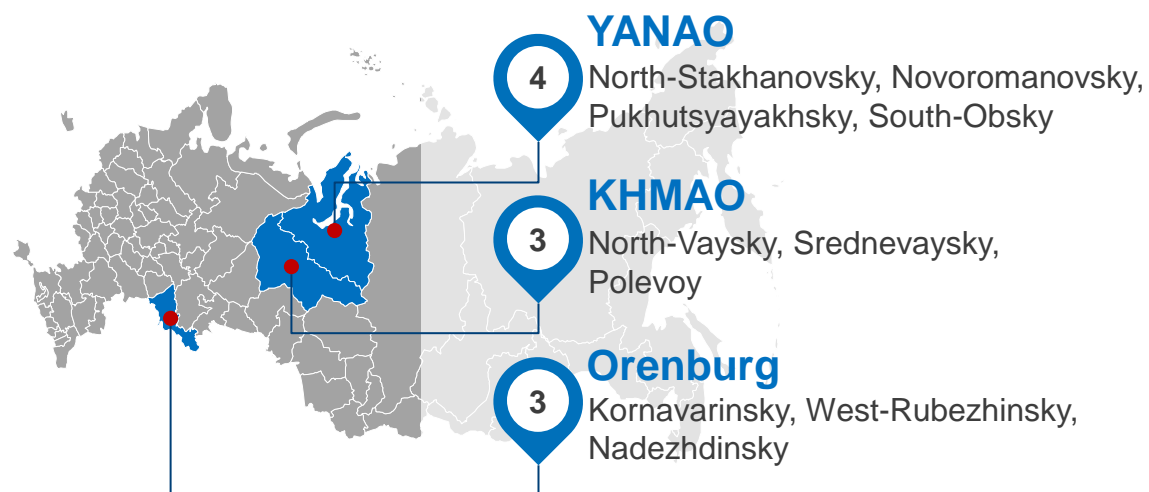 YANAO
4
North-Stakhanovsky, Novoromanovsky,
Pukhutsyayakhsky, South-Obsky
KHMAO
3
North-Vaysky, Srednevaysky,
Polevoy
Orenburg
3
Kornavarinsky, West-Rubezhinsky,
Nadezhdinsky